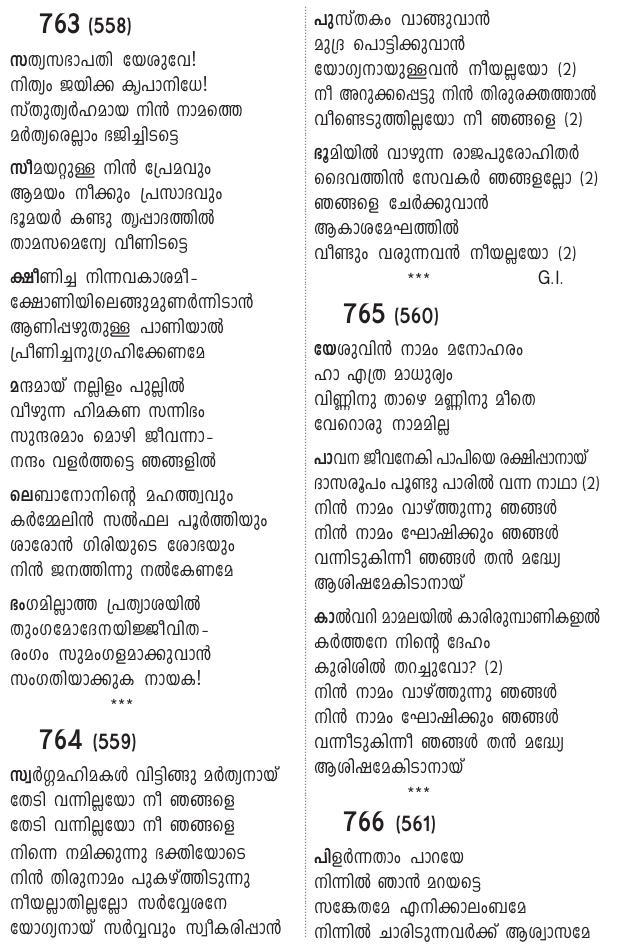 763 (558)
സത്യസഭാപതി യേശുവേ!
നിത്യം ജയിക്ക കൃപാനിധേ!
സ്തുത്യർഹമായ നിൻ നാമത്തെ
മർത്യരെല്ലാം ഭജിച്ചിടട്ടെ
സീമയറ്റുള്ള നിൻ പ്രേമവും
ആമയം നീക്കും പ്രസാദവും
ഭൂമയർ കണ്ടു തൃപ്പാദത്തിൽ
താമസമെന്യേ വീണിടട്ടെ
ക്ഷീണിച്ച നിന്നവകാശമീ-
ക്ഷോണിയിലെങ്ങുമുണർന്നിടാൻ
ആണിപ്പഴുതുള്ള പാണിയാൽ
പ്രീണിച്ചനുഗ്രഹിക്കേണമേ
മന്ദമായ് നല്ലിളം പുല്ലിൽ
വീഴുന്ന ഹിമകണ സന്നിഭം
സുന്ദരമാം മൊഴി ജീവന്നാ-
നന്ദം വളർത്തട്ടെ ഞങ്ങളിൽ
ലെബാനോനിന്റെ മഹത്ത്വവും
കർമ്മേലിൻ സൽഫല പൂർത്തിയും
ശാരോൻ ഗിരിയുടെ ശോഭയും
നിൻ ജനത്തിന്നു നൽകേണമേ
ഭംഗമില്ലാത്ത പ്രത്യാശയിൽ
തുംഗമോദേനയിജ്ജീവിത-
രംഗം സുമംഗളമാക്കുവാൻ
സംഗതിയാക്കുക നായക!
***
764 (559)
സ്വർഗ്ഗമഹിമകൾ വിട്ടിങ്ങു മർത്യനായ്
തേടി വന്നില്ലയോ നീ ഞങ്ങളെ
തേടി വന്നില്ലയോ നീ ഞങ്ങളെ
നിന്നെ നമിക്കുന്നു ഭക്തിയോടെ
നിൻ തിരുനാമം പുകഴ്ത്തിടുന്നു
നീയല്ലാതില്ലല്ലോ സർവ്വേശനേ
യോഗ്യനായ് സർവ്വവും സ്വീകരിപ്പാൻ
പുസ്തകം വാങ്ങുവാൻ
മുദ്ര പൊട്ടിക്കുവാൻ
യോഗ്യനായുള്ളവൻ നീയല്ലയോ (2)
നീ അറുക്കപ്പെട്ടു നിൻ തിരുരക്തത്താൽ
വീണ്ടെടുത്തില്ലയോ നീ ഞങ്ങളെ (2)
ഭൂമിയിൽ വാഴുന്ന രാജപുരോഹിതർ
ദൈവത്തിൻ സേവകർ ഞങ്ങളല്ലോ (2)
ഞങ്ങളെ ചേർക്കുവാൻ
ആകാശമേഘത്തിൽ
വീണ്ടും വരുന്നവൻ നീയല്ലയോ (2)
*** G.I.
765 (560)
യേശുവിൻ നാമം മനോഹരം
ഹാ എത്ര മാധുര്യം
വിണ്ണിനു താഴെ മണ്ണിനു മീതെ
വേറൊരു നാമമില്ല
പാവന ജീവനേകി പാപിയെ രക്ഷിപ്പാനായ്
ദാസരൂപം പൂണ്ടു പാരിൽ വന്ന നാഥാ (2)
നിൻ നാമം വാഴ്ത്തുന്നു ഞങ്ങൾ
നിൻ നാമം ഘോഷിക്കും ഞങ്ങൾ
വന്നിടുകിന്നീ ഞങ്ങൾ തൻ മദ്ധ്യേ
ആശിഷമേകിടാനായ്
കാൽവറി മാമലയിൽ കാരിരുമ്പാണികളിൽ
കർത്തനേ നിന്റെ ദേഹം
കുരിശിൽ തറച്ചുവോ? (2)
നിൻ നാമം വാഴ്ത്തുന്നു ഞങ്ങൾ
നിൻ നാമം ഘോഷിക്കും ഞങ്ങൾ
വന്നീടുകിന്നീ ഞങ്ങൾ തൻ മദ്ധ്യേ
ആശിഷമേകിടാനായ്
***
766 (561)
പിളർന്നതാം പാറയേ
നിന്നിൽ ഞാൻ മറയട്ടെ
സങ്കേതമേ എനിക്കാലംബമേ
നിന്നിൽ ചാരിടുന്നവർക്ക് ആശ്വാസമേ